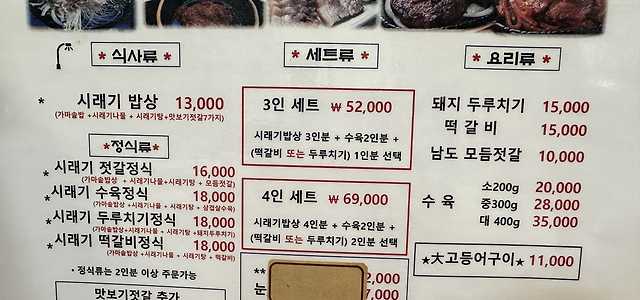 * 식사류 *
* 시래기 밥상 13,000
(가마솥밥 +시래기나물 + 시래기탕 +맛보기젓갈7가지)
*정식류*
* 시래기 젓갈정식 16,000
(가마솥밥상 +시래기나물+시래기탕 + 모듬젓갈)
* 시래기 수육정식 18,000
(가마솥밥상+시래기나물+시래기탕 + 삼겹살수육)
* 시래기 두루치기정식 18,000
(가마솥밥상+시래기나물+시래기탕 +돼지두루치기)
* 시래기 떡갈비정식 18,000
(가마솥밥상 +시래기나물+시래기탕 + 떡갈비)
• 정식류는 2인분 이상 주문가능
맛보기젓갈 추가
* 세트류 *
3인 세트 ₩ 52,000
시래기밥상 3인분 + 수육2인분 +
(떡갈비 또는 두루치기) 1인분 선택
4인 세트 ₩ 69,000
시래기밥상 4인분 + 수육2인분 +
(떡갈비 또는 두루치기) 2인분 선택
** 2,000
눈 7,000
* 요리류 *
돼지 두루치기 15,000
떡 갈 비 15,000
남도 모듬젓갈 10,000
소200g 20,000
수 육 중300g 28,000
대 400g 35,000
★大고등어구이★ 11,000